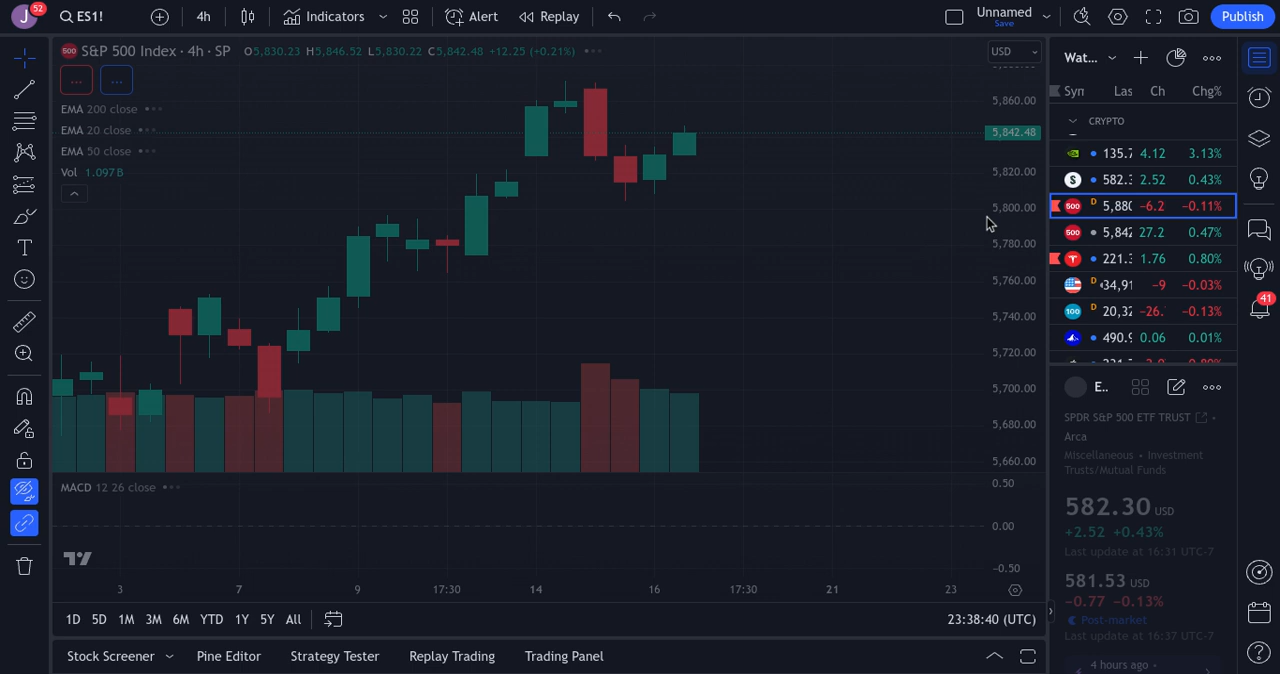 J 52 ES1! 4h Indicators Alert Replay Unnamed Save Publish
S&P 500 Index · 4h · SP O5,830.23 H5,846.52 L5,830.22 C5,842.48 +12.25 (+0.21%)
USD
EMA 200 close
EMA 20 close
EMA 50 close
Vol 1.097B
5,860.00
5,842.48
5,820.00
5,800.00
5,780.00
5,760.00
5,740.00
5,720.00
5,700.00
5,680.00
5,660.00
MACD 12 26 close
0.50
0.00
−0.50
3 7 9 17:30 14 16 17:30 21 23
1D 5D 1M 3M 6M YTD 1Y 5Y All 23:38:40 (UTC)
Stock Screener Pine Editor Strategy Tester Replay Trading Trading Panel
Wat...
Syn Las Ch Chg%
CRYPTO
135.7 4.12 3.13%
S 582.3 2.52 0.43%
500 D 5,880 −6.2 −0.11%
500 5,842 27.2 0.47%
T 221.3 1.76 0.80%
D 34,91 −9 −0.03%
100 D 20,32 −26. −0.13%
490.9 0.06 0.01%
E..
SPDR S&P 500 ETF TRUST
Arca
Miscellaneous • Investment
Trusts/Mutual Funds
582.30 USD
+2.52 +0.43%
Last update at 16:31 UTC-7
581.53 USD
−0.77 −0.13%
Post-market
Last update at 16:37 UTC-7
4 hours ago
41